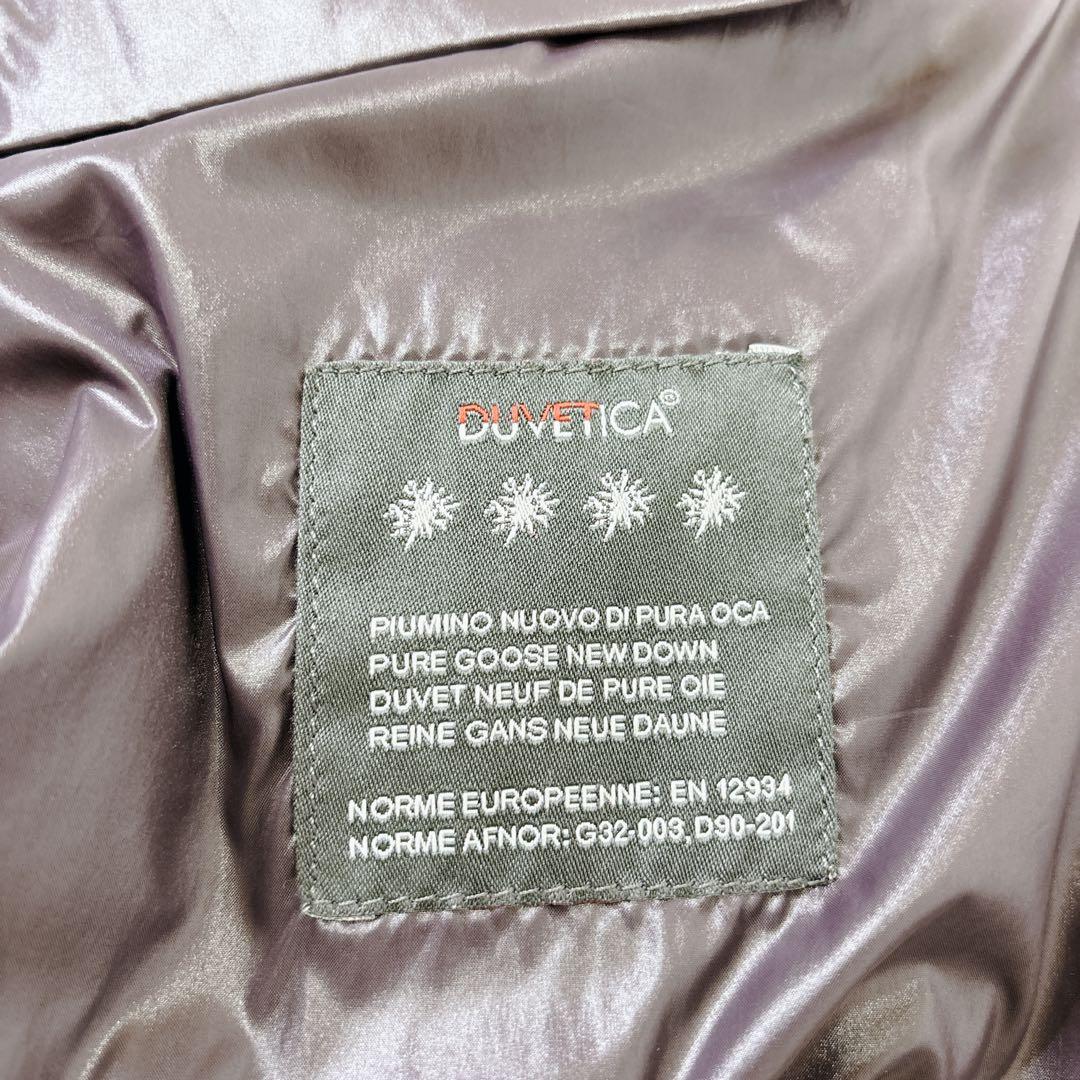 DUVETICA®
PIUMINO NUOVO DI PURA OCA
PURE GOOSE NEW DOWN
DUVET NEUF DE PURE OIE
REINE GANS NEUE DAUNE
NORME EUROPEENNE: EN 12934
NORME AFNOR: G32-003, D90-201